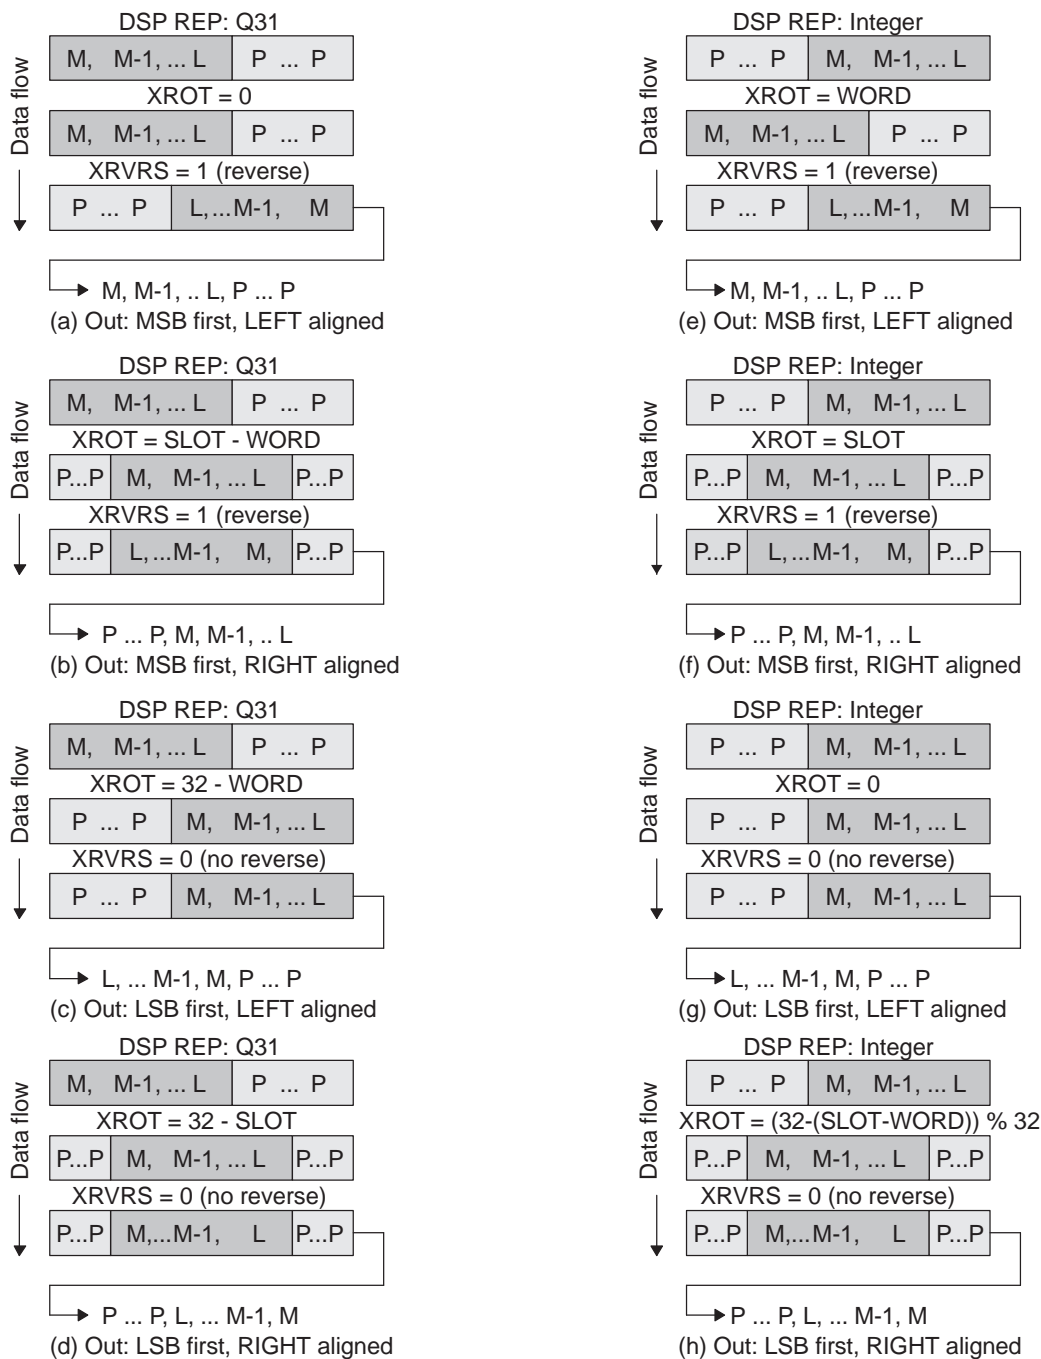 DSP REP: Q31
Data flow
M, M-1, ... L P ... P
XROT = 0
M, M-1, ... L P ... P
XRVRS = 1 (reverse)
P ... P L,...M-1, M
M, M-1, .. L, P ... P
(a) Out: MSB first, LEFT aligned
DSP REP: Integer
Data flow
P ... P M, M-1, ... L
XROT = WORD
M, M-1, ... L P ... P
XRVRS = 1 (reverse)
P ... P L,...M-1, M
M, M-1, .. L, P ... P
(e) Out: MSB first, LEFT aligned
DSP REP: Q31
Data flow
M, M-1, ... L P ... P
XROT = SLOT - WORD
P...P M, M-1, ... L P...P
XRVRS = 1 (reverse)
P...P L,...M-1, M, P...P
P ... P, M, M-1, .. L
(b) Out: MSB first, RIGHT aligned
DSP REP: Integer
Data flow
P ... P M, M-1, ... L
XROT = SLOT
P...P M, M-1, ... L P...P
XRVRS = 1 (reverse)
P...P L,...M-1, M, P...P
P ... P, M, M-1, .. L
(f) Out: MSB first, RIGHT aligned
DSP REP: Q31
Data flow
M, M-1, ... L P ... P
XROT = 32 - WORD
P ... P M, M-1, ... L
XRVRS = 0 (no reverse)
P ... P M, M-1, ... L
L, ... M-1, M, P ... P
(c) Out: LSB first, LEFT aligned
DSP REP: Integer
Data flow
P ... P M, M-1, ... L
XROT = 0
P ... P M, M-1, ... L
XRVRS = 0 (no reverse)
P ... P M, M-1, ... L
L, ... M-1, M, P ... P
(g) Out: LSB first, LEFT aligned
DSP REP: Q31
Data flow
M, M-1, ... L P ... P
XROT = 32 - SLOT
P...P M, M-1, ... L P...P
XRVRS = 0 (no reverse)
P...P M,...M-1, L P...P
P ... P, L, ... M-1, M
(d) Out: LSB first, RIGHT aligned
DSP REP: Integer
Data flow
P ... P M, M-1, ... L
XROT = (32-(SLOT-WORD)) % 32
P...P M, M-1, ... L P...P
XRVRS = 0 (no reverse)
P...P M,...M-1, L P...P
P ... P, L, ... M-1, M
(h) Out: LSB first, RIGHT aligned